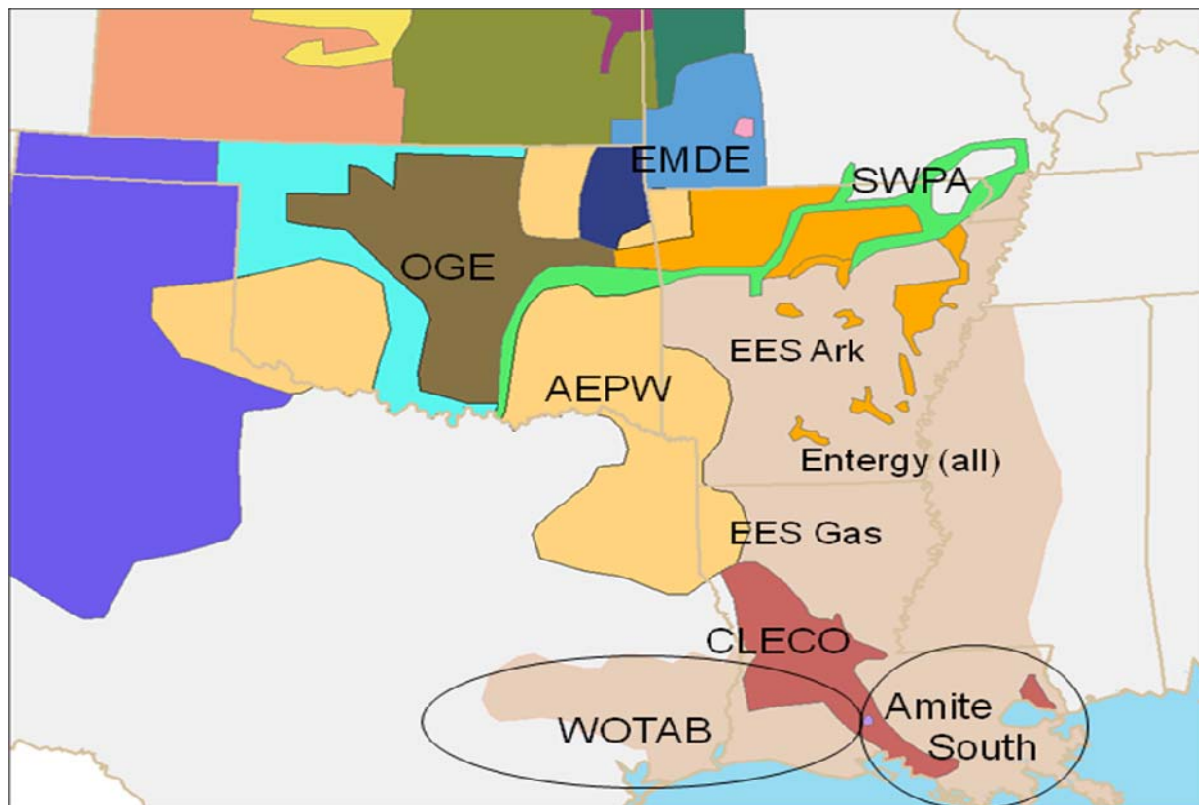 EMDE
SWPA
OGE
EES Ark
AEPW
Entergy (all)
EES Gas
CLECO
WOTAB
Amite
South